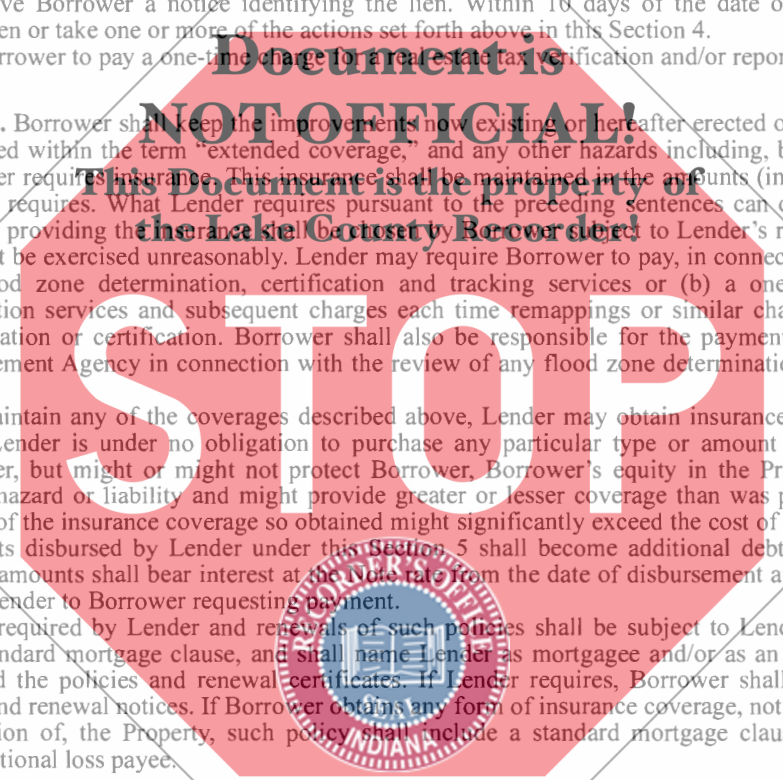 ve Borrower a notice identifying the lien. Within 10 days of the date o
en or take one or more of the actions set forth above in this Section 4.
Document is
rrower to pay a one-time charge for a real estate tax verification and/or repor
NOT OFFICIAL!
. Borrower shall keep the improvements now existing or hereafter erected o
ed within the term “extended coverage,” and any other hazards including, b
This Document is the property of
er requires insurance. This insurance shall be maintained in the amounts (in
requires. What Lender requires pursuant to the preceding sentences can c
the Lake County Recorder!
providing the insurance shall be chosen by Borrower subject to Lender’s r
t be exercised unreasonably. Lender may require Borrower to pay, in connec
od zone determination, certification and tracking services or (b) a one
tion services and subsequent charges each time remappings or similar cha
ation or certification. Borrower shall also be responsible for the payment
ement Agency in connection with the review of any flood zone determinatio
STOP
aintain any of the coverages described above, Lender may obtain insurance
Lender is under no obligation to purchase any particular type or amount
er, but might or might not protect Borrower, Borrower’s equity in the Pr
hazard or liability and might provide greater or lesser coverage than was p
of the insurance coverage so obtained might significantly exceed the cost of
ts disbursed by Lender under this Section 5 shall become additional debt
amounts shall bear interest at the Note rate from the date of disbursement a
ender to Borrower requesting payment.
RECORDER'S OFFICE
required by Lender and renewals of such policies shall be subject to Lend
ndard mortgage clause, and shall name Lender as mortgagee and/or as an
d the policies and renewal certificates. If Lender requires, Borrower shall
nd renewal notices. If Borrower obtains any form of insurance coverage, not
SEAL
ion of, the Property, such policy shall include a standard mortgage clau
INDIANA
tional loss payee.